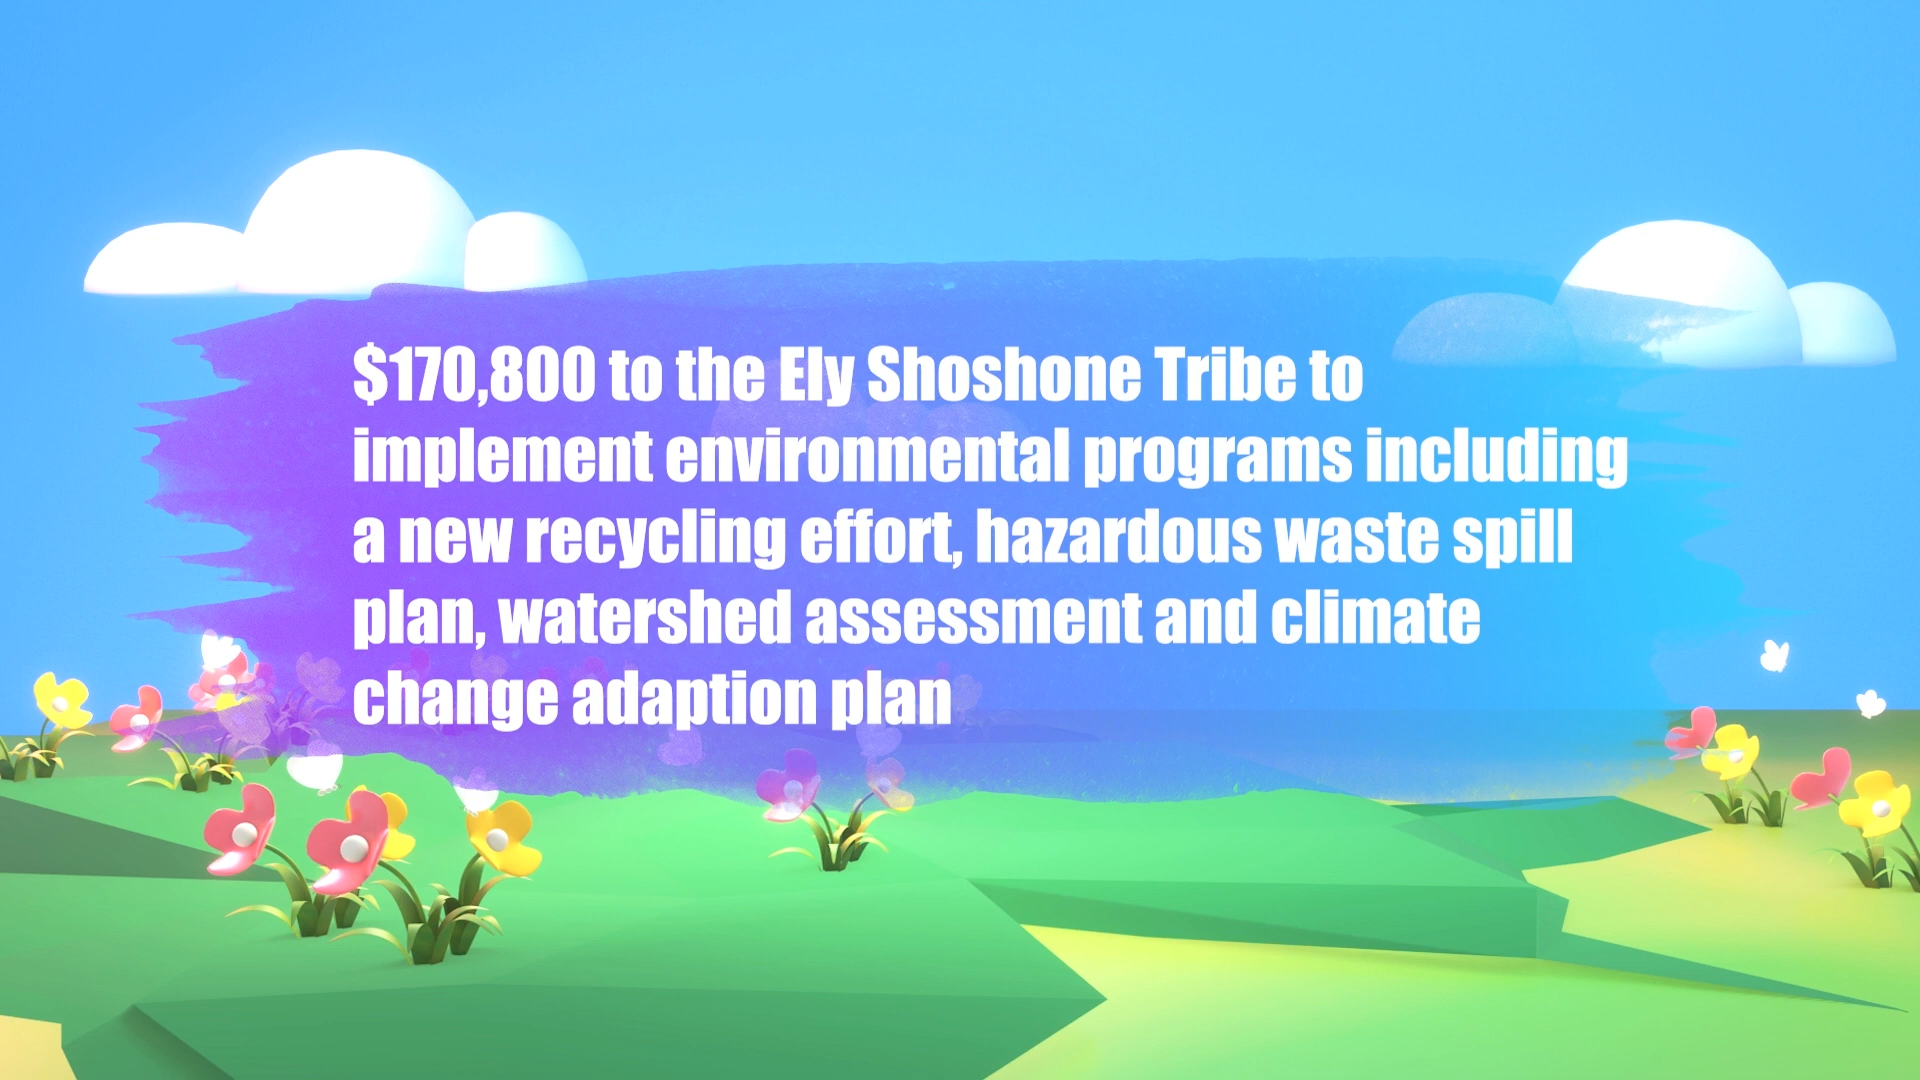 $170,800 to the Ely Shoshone Tribe to
implement environmental programs including
a new recycling effort, hazardous waste spill
plan, watershed assessment and climate
change adaption plan